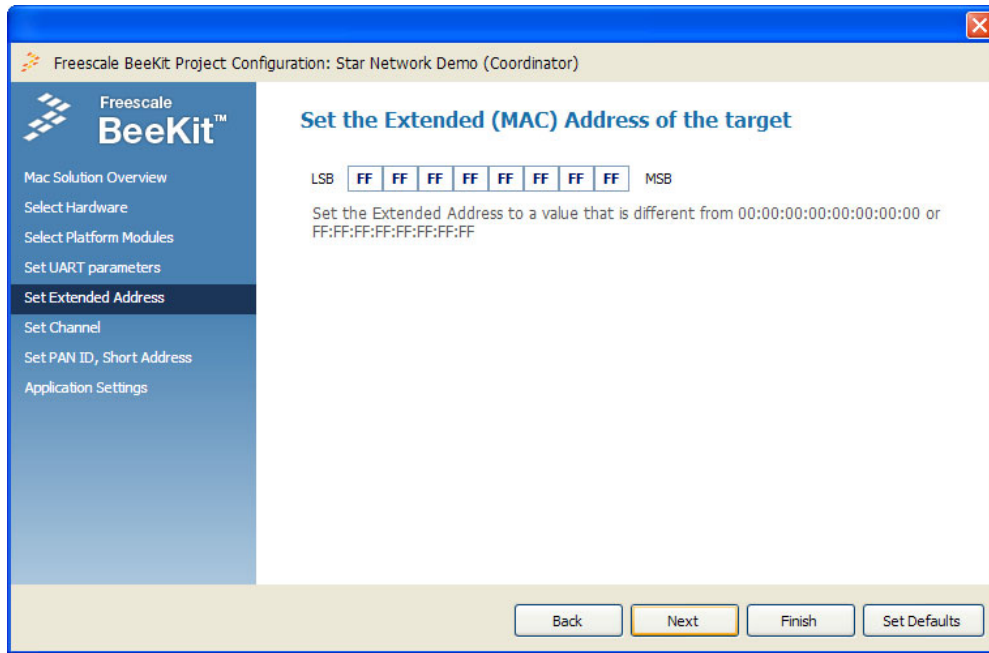 Freescale BeeKit Project Configuration: Star Network Demo (Coordinator)
Freescale
BeeKit™
Mac Solution Overview
Select Hardware
Select Platform Modules
Set UART parameters
Set Extended Address
Set Channel
Set PAN ID, Short Address
Application Settings
Set the Extended (MAC) Address of the target
LSB FF FF FF FF FF FF FF FF MSB
Set the Extended Address to a value that is different from 00:00:00:00:00:00:00:00 or
FF:FF:FF:FF:FF:FF:FF:FF
Back Next Finish Set Defaults